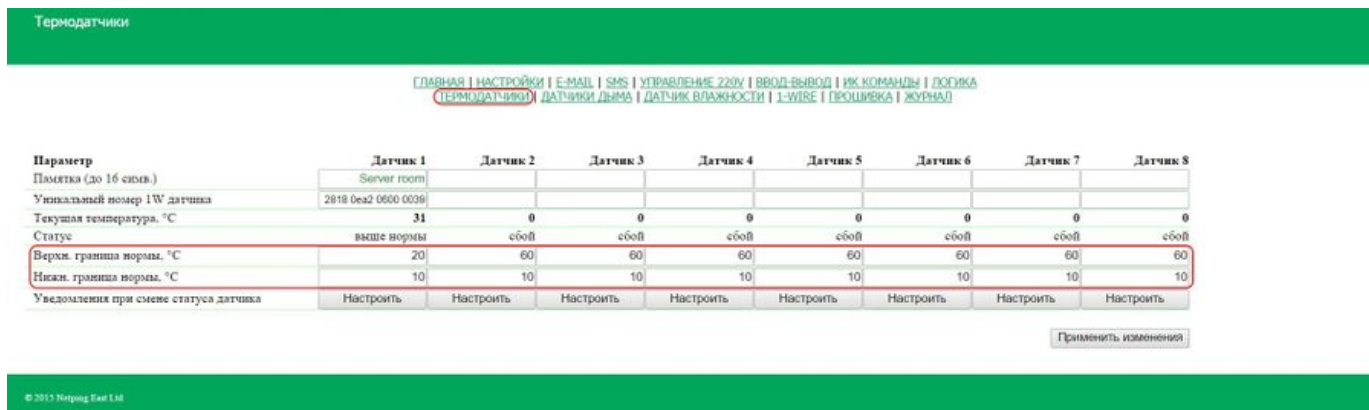 Термодатчики
ГЛАВНАЯ | НАСТРОЙКИ | E-MAIL | SMS | УПРАВЛЕНИЕ 220V | ВВОД-ВЫВОД | ИК КОМАНДЫ | ЛОГИКА
ТЕРМОДАТЧИКИ | ДАТЧИКИ ДЫМА | ДАТЧИК ВЛАЖНОСТИ | 1-WIRE | ПРОШИВКА | ЖУРНАЛ
Параметр Датчик 1 Датчик 2 Датчик 3 Датчик 4 Датчик 5 Датчик 6 Датчик 7 Датчик 8
Памятка (до 16 симв.) Server room
Уникальный номер 1W датчика 2818 0ea2 0600 0039
Текущая температура, °C 31 0 0 0 0 0 0 0
Статус выше нормы сбой сбой сбой сбой сбой сбой сбой
Верхн. граница нормы, °C 20 60 60 60 60 60 60 60
Нижн. граница нормы, °C 10 10 10 10 10 10 10 10
Уведомления при смене статуса датчика Настроить Настроить Настроить Настроить Настроить Настроить Настроить Настроить
Применить изменения
© 2015 Netping East Ltd